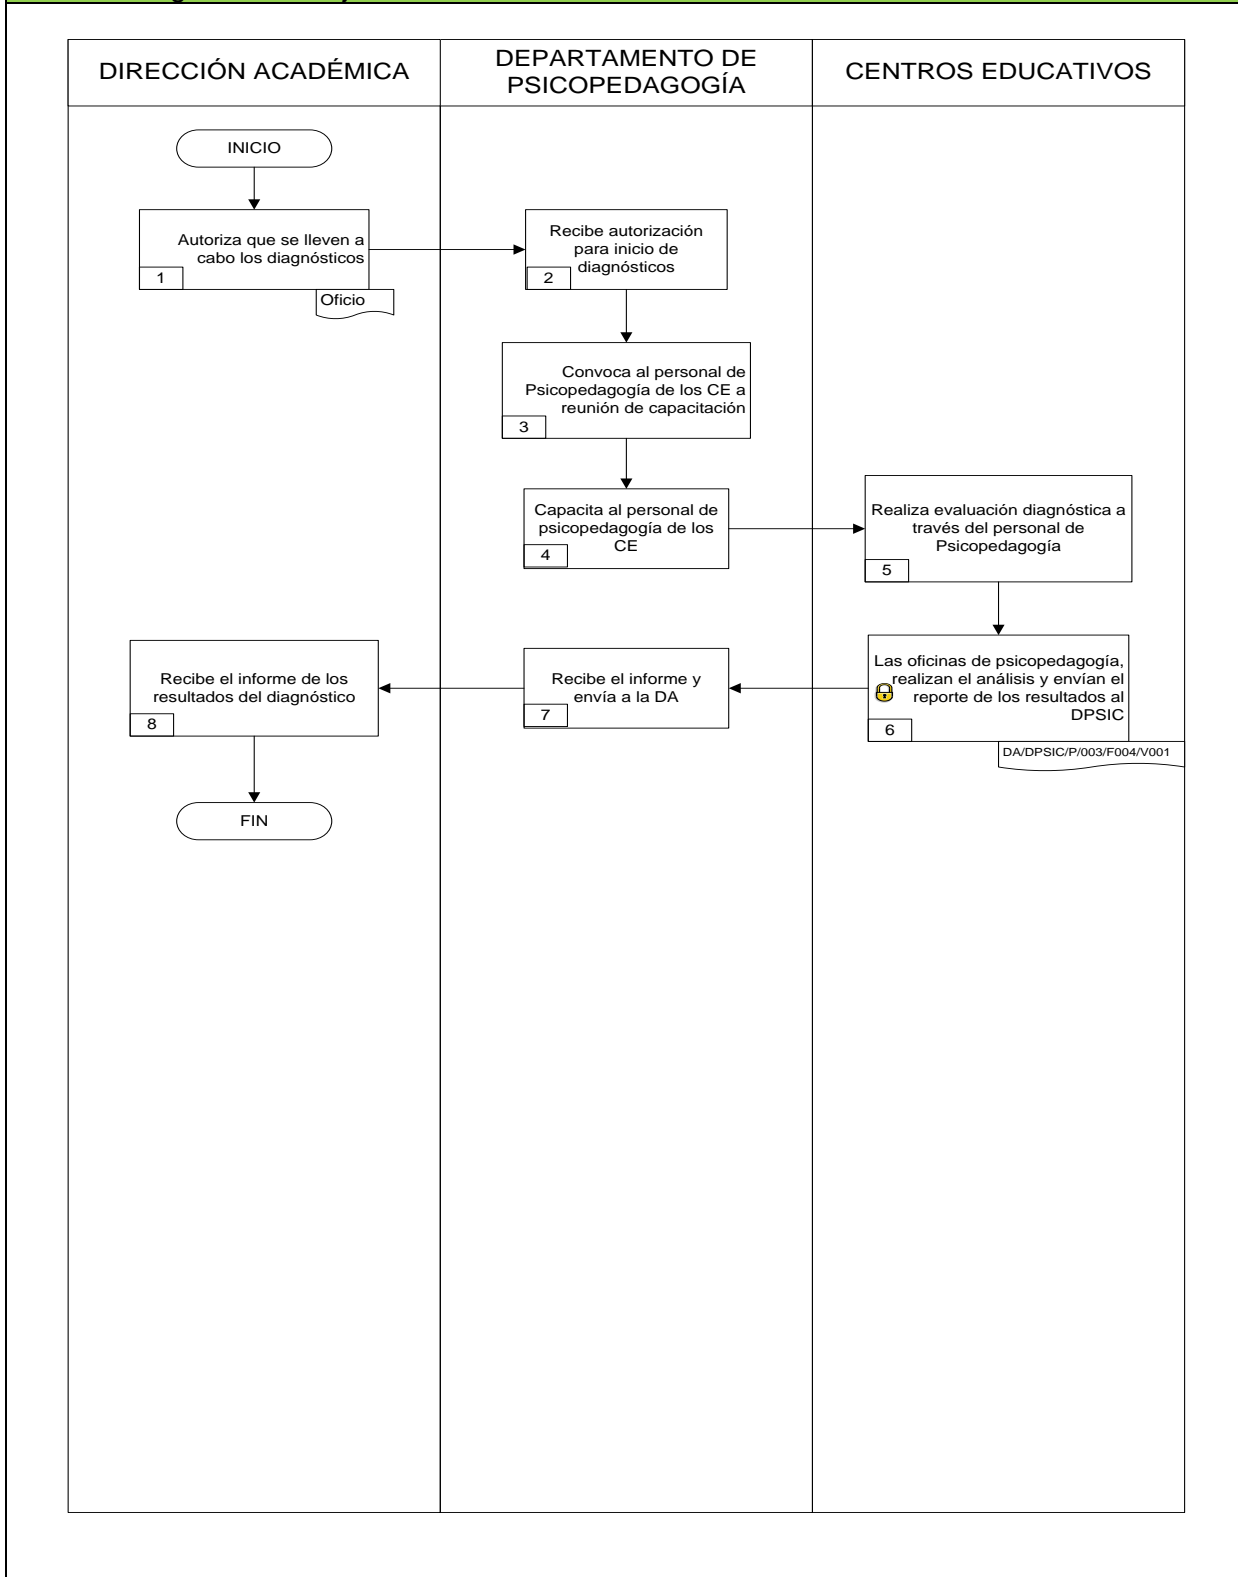 DIRECCIÓN ACADÉMICA
DEPARTAMENTO DE
PSICOPEDAGOGÍA
CENTROS EDUCATIVOS
INICIO
Autoriza que se lleven a
cabo los diagnósticos
1
Oficio
Recibe autorización
para inicio de
diagnósticos
2
Convoca al personal de
Psicopedagogía de los CE a
reunión de capacitación
3
Capacita al personal de
psicopedagogía de los
CE
4
Realiza evaluación diagnóstica a
través del personal de
Psicopedagogía
5
Las oficinas de psicopedagogía,
realizan el análisis y envían el
reporte de los resultados al
DPSIC
6
DA/DPSIC/P/003/F004/V001
Recibe el informe y
envía a la DA
7
Recibe el informe de los
resultados del diagnóstico
8
FIN